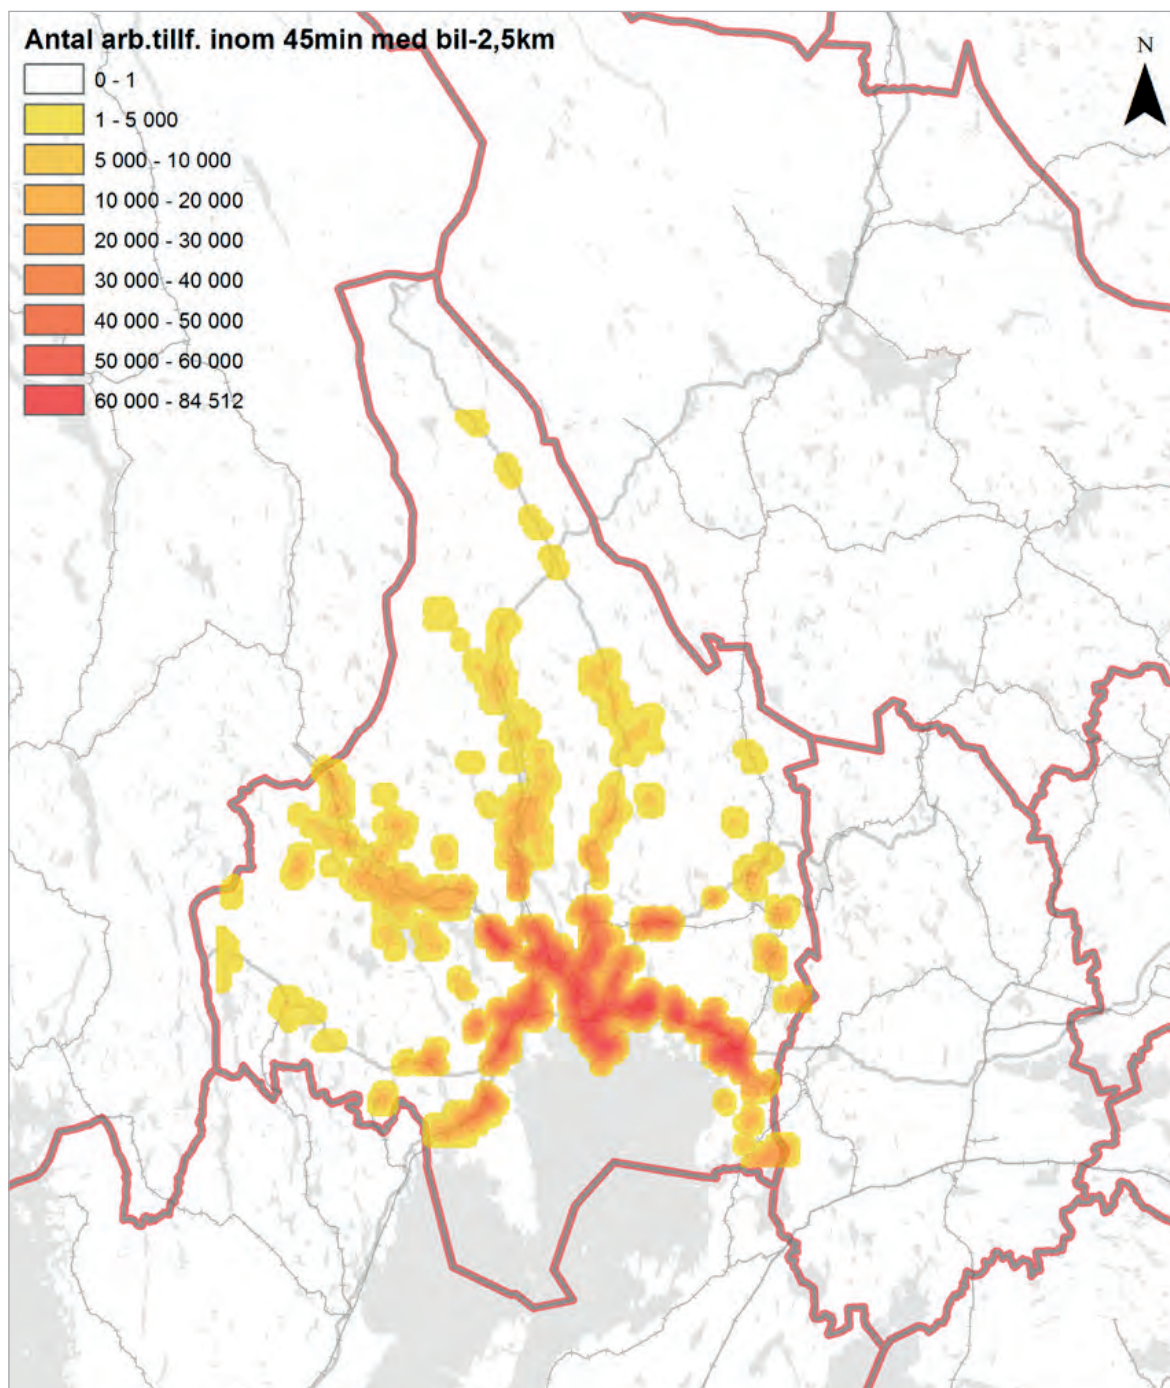 Antal arb.tillf. inom 45min med bil-2,5km
0 - 1
1 - 5 000
5 000 - 10 000
10 000 - 20 000
20 000 - 30 000
30 000 - 40 000
40 000 - 50 000
50 000 - 60 000
60 000 - 84 512
N